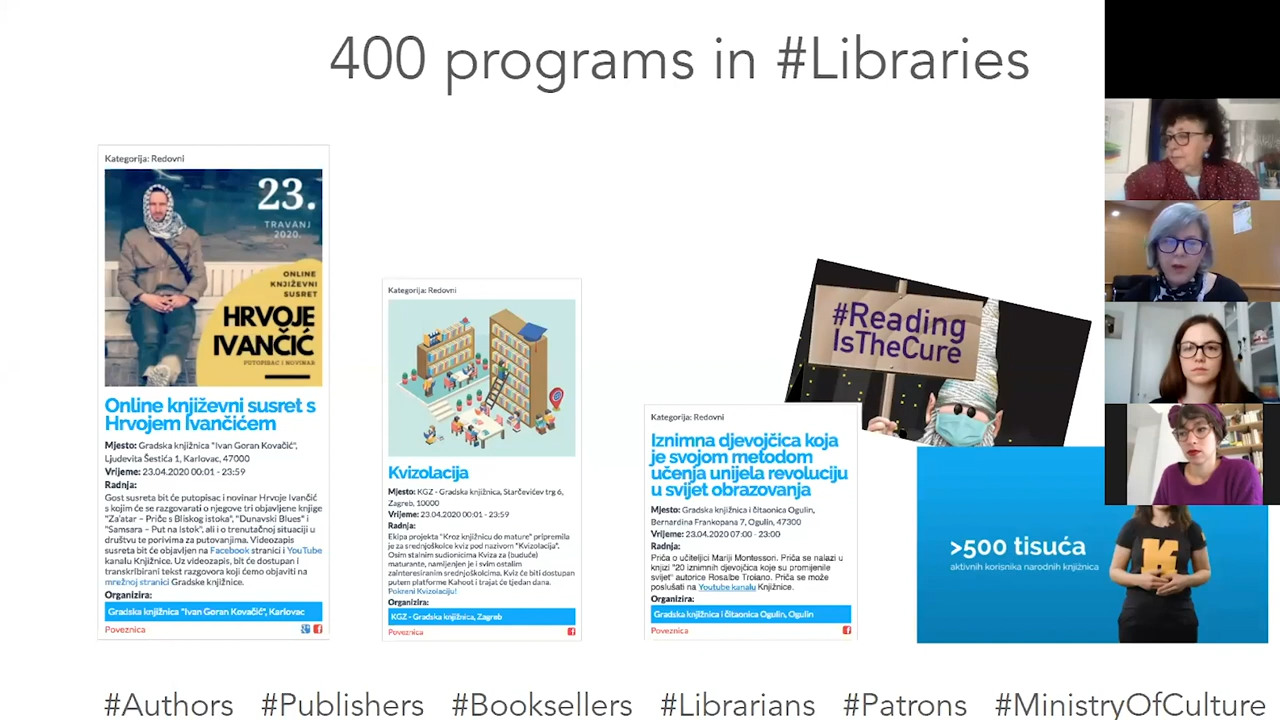 400 programs in #Libraries
Kategorija: Redovni
23.
TRAVANJ
2020.
ONLINE
KNJIŽEVNI
SUSRET
HRVOJE
IVANČIĆ
PUTOPISAC I NOVINAR
Online književni susret s
Hrvojem Ivančićem
Mjesto: Gradska knjižnica "Ivan Goran Kovačić",
Ljudevita Šestića 1, Karlovac, 47000
Vrijeme: 23.04.2020 00:01 - 23:59
Radnja:
Gost susreta bit će putopisac i novinar Hrvoje Ivančić
s kojim će se razgovarati o njegove tri objavljene knjige
"Za'atar – Priče s Bliskog istoka", "Dunavski Blues" i
"Samsara – Put na Istok", ali i o trenutačnoj situaciji u
društvu te porivima za putovanjima. Videozapis
susreta bit će objavljen na Facebook stranici i YouTube
kanalu Knjižnice. Uz videozapis, bit će dostupan i
transkribirani tekst razgovora koji ćemo objaviti na
mrežnoj stranici Gradske knjižnice.
Organizira:
Gradska knjižnica "Ivan Goran Kovačić", Karlovac
Poveznica
Kategorija: Redovni
Kvizolacija
Mjesto: KGZ - Gradska knjižnica, Starčevićev trg 6,
Zagreb, 10000
Vrijeme: 23.04.2020 00:01 - 23:59
Radnja:
Ekipa projekta "Kroz knjižnicu do mature" pripremila
je za srednjoškolce kviz pod nazivom "Kvizolacija".
Osim stalnim sudionicima Kviza za (buduće)
maturante, namijenjen je i svim ostalim
zainteresiranim srednjoškolcima. Kviz će biti dostupan
putem platforme Kahoot i trajat će tjedan dana.
Pokreni Kvizolaciju!
Organizira:
KGZ - Gradska knjižnica, Zagreb
Poveznica
Kategorija: Redovni
Iznimna djevojčica koja
je svojom metodom
učenja unijela revoluciju
u svijet obrazovanja
Mjesto: Gradska knjižnica i čitaonica Ogulin,
Bernardina Frankopana 7, Ogulin, 47300
Vrijeme: 23.04.2020 07:00 - 23:00
Radnja:
Priča o učiteljici Mariji Montessori. Priča se nalazi u
knjizi "20 iznimnih djevojčica koje su promijenile
svijet" autorice Rosalbe Troiano. Priča se može
poslušati na Youtube kanalu Knjižnice.
Organizira:
Gradska knjižnica i čitaonica Ogulin, Ogulin
Poveznica
#Reading
IsTheCure
>500 tisuća
aktivnih korisnika narodnih knjižnica
#Authors #Publishers #Booksellers #Librarians #Patrons #MinistryOfCulture